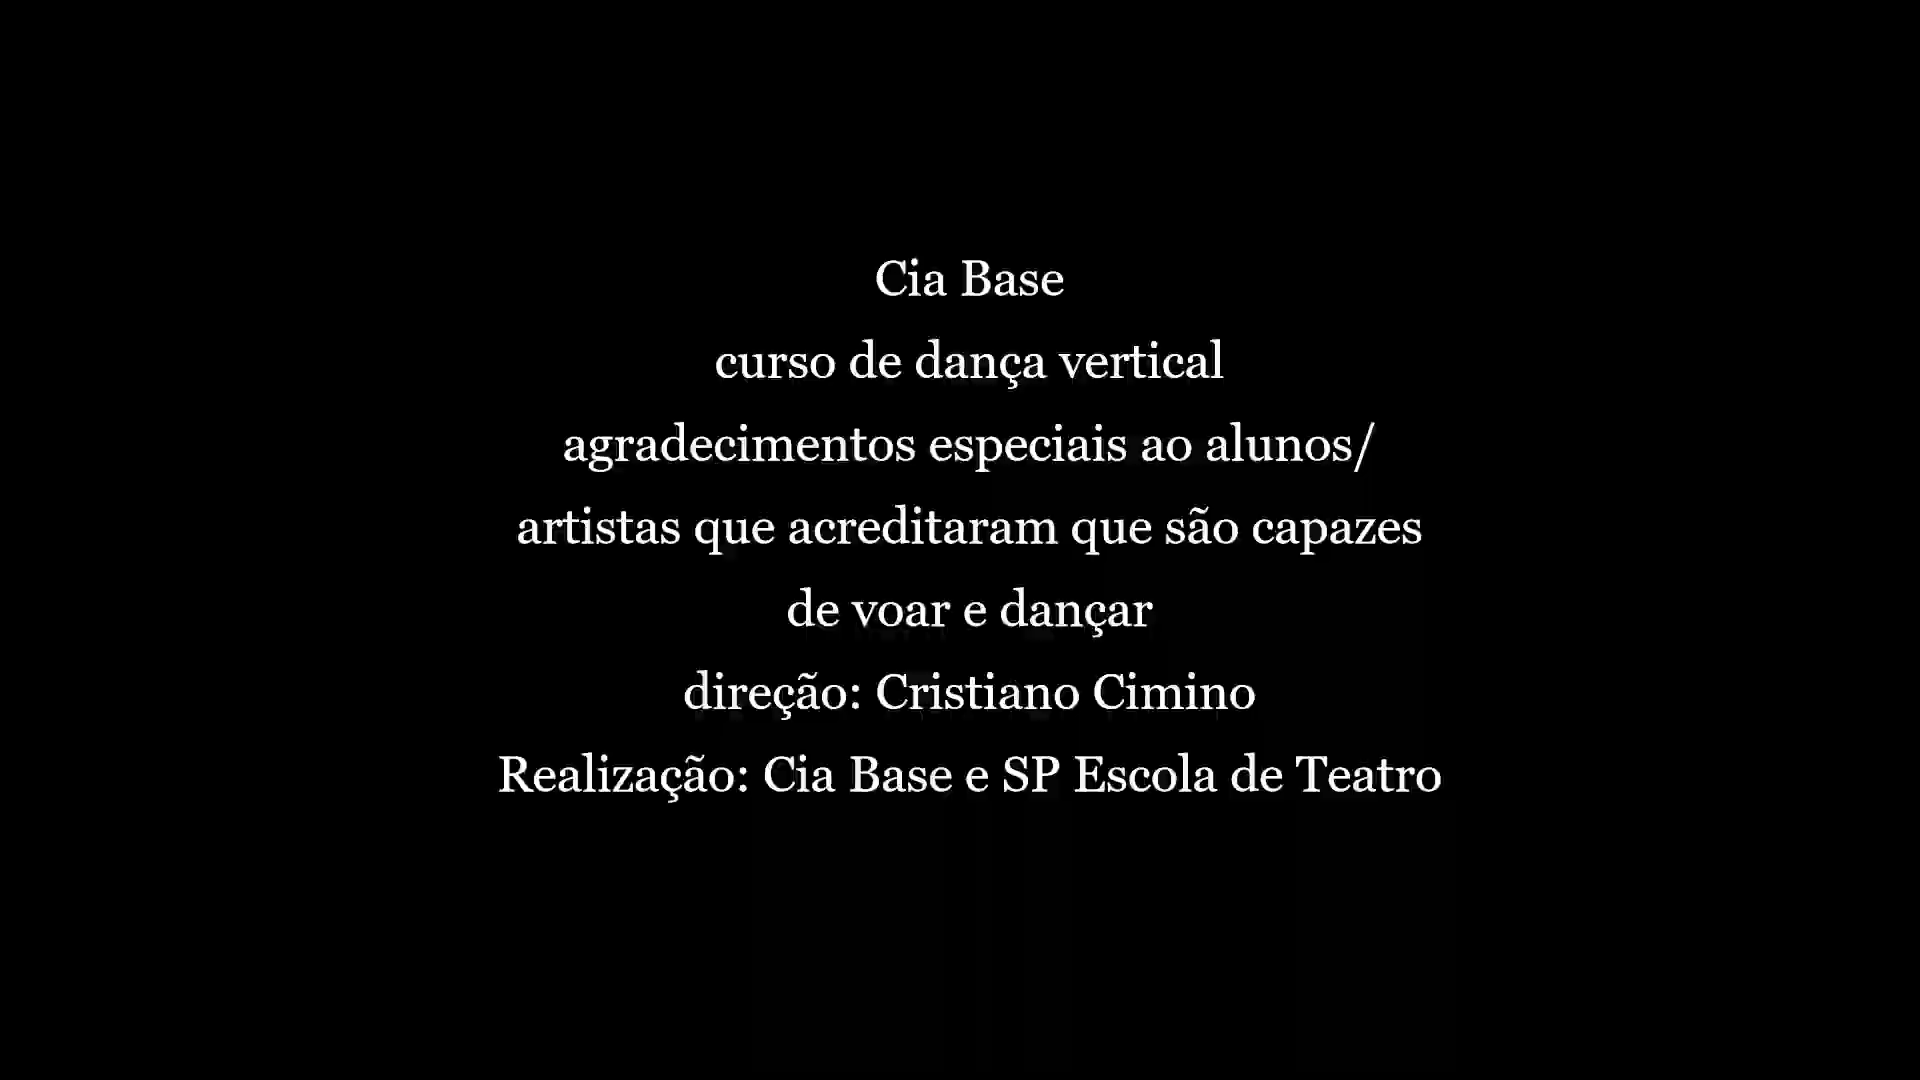 Cia Base
curso de dança vertical
agradecimentos especiais ao alunos/
artistas que acreditaram que são capazes
de voar e dançar
direção: Cristiano Cimino
Realização: Cia Base e SP Escola de Teatro